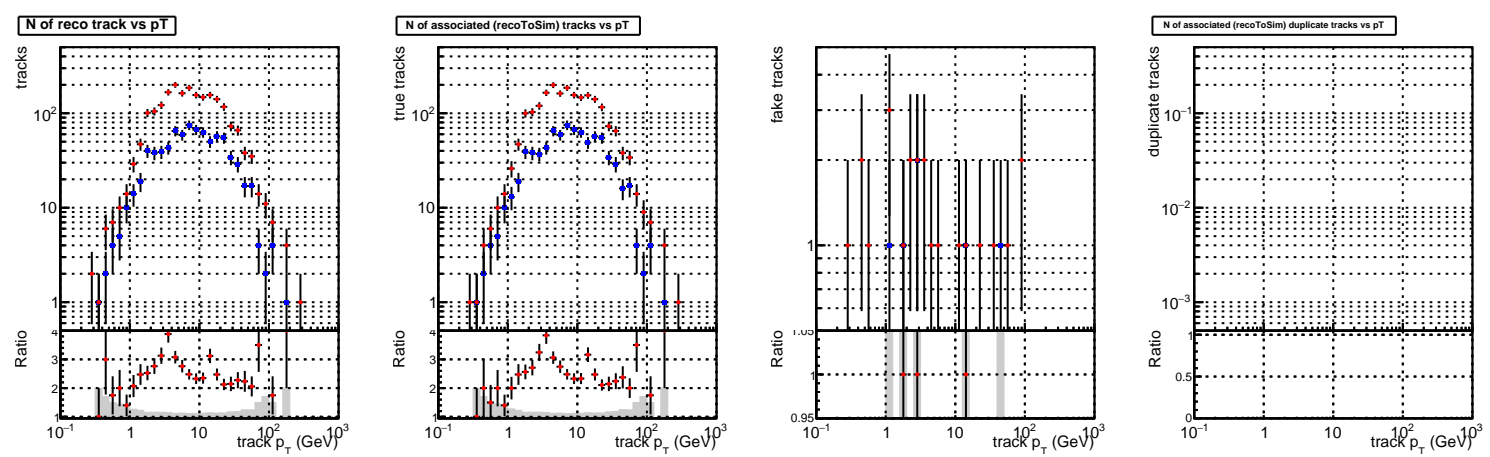 N of reco track vs pT
tracks
10²
10
1
Ratio
4
3
2
1
10⁻¹ 1 10 10² 10³
track p_T (GeV)
N of associated (recoToSim) tracks vs pT
true tracks
10²
10
1
Ratio
4
3
2
1
10⁻¹ 1 10 10² 10³
track p_T (GeV)
fake tracks
1
Ratio
1.05
1
0.95
10⁻¹ 1 10 10² 10³
track p_T (GeV)
N of associated (recoToSim) duplicate tracks vs pT
duplicate tracks
10⁻¹
10⁻²
10⁻³
Ratio
1
0.5
0
10⁻¹ 1 10 10² 10³
track p_T (GeV)